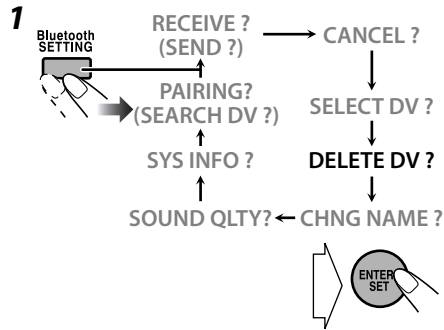 1
Bluetooth
SETTING
RECEIVE ?
(SEND ?)
CANCEL ?
PAIRING?
(SEARCH DV ?)
SELECT DV ?
SYS INFO ?
DELETE DV ?
SOUND QLTY?
CHNG NAME ?
ENTER
SET